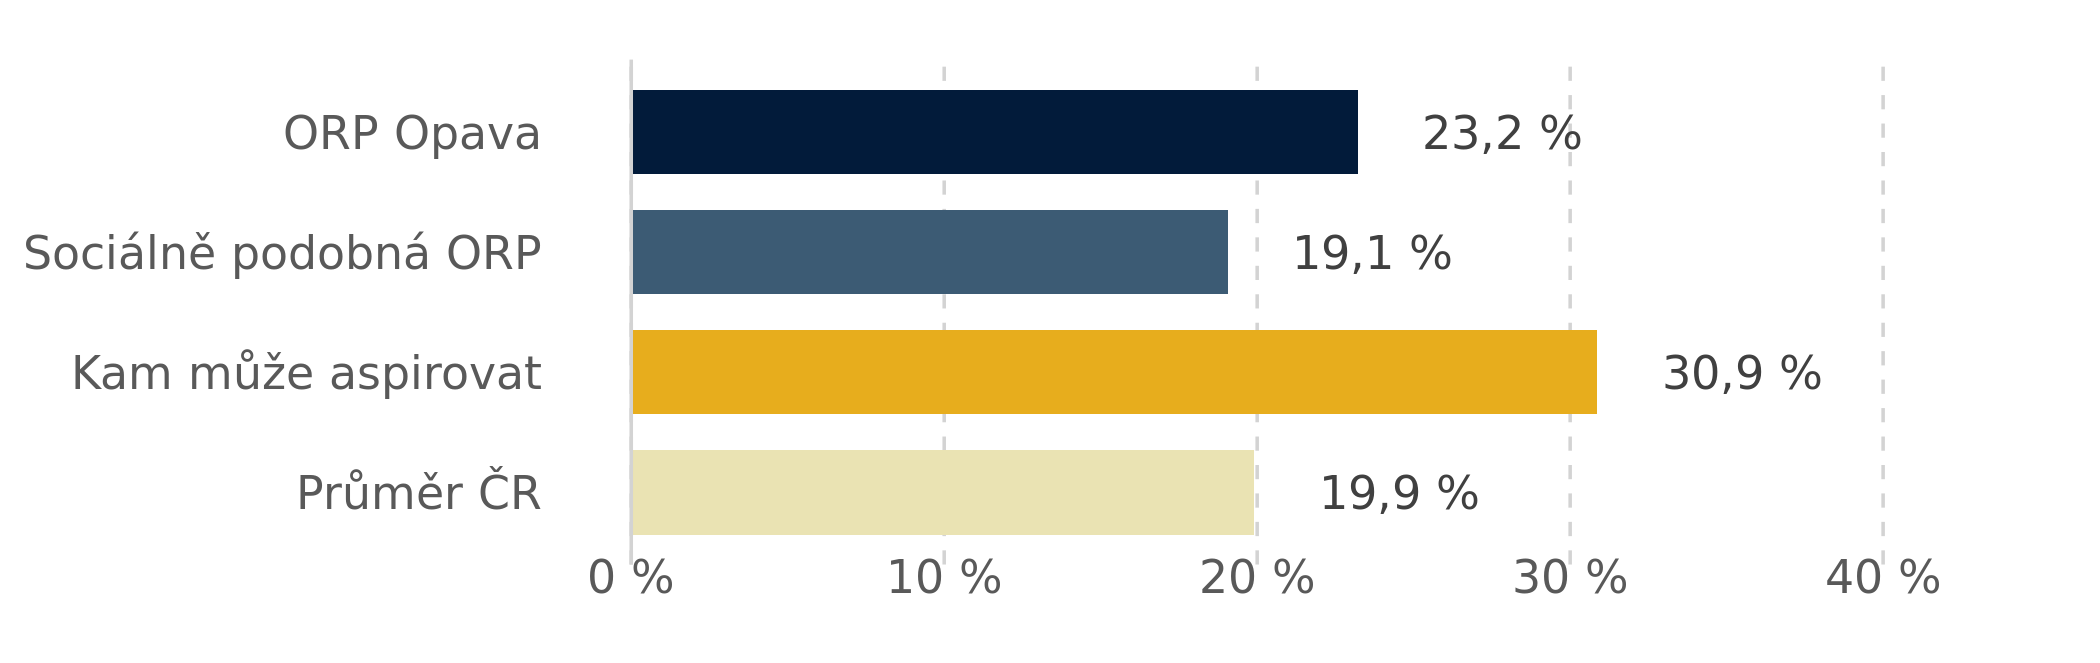 ORP Opava 23,2 %
Sociálně podobná ORP 19,1 %
Kam může aspirovat 30,9 %
Průměr ČR 19,9 %
0 % 10 % 20 % 30 % 40 %